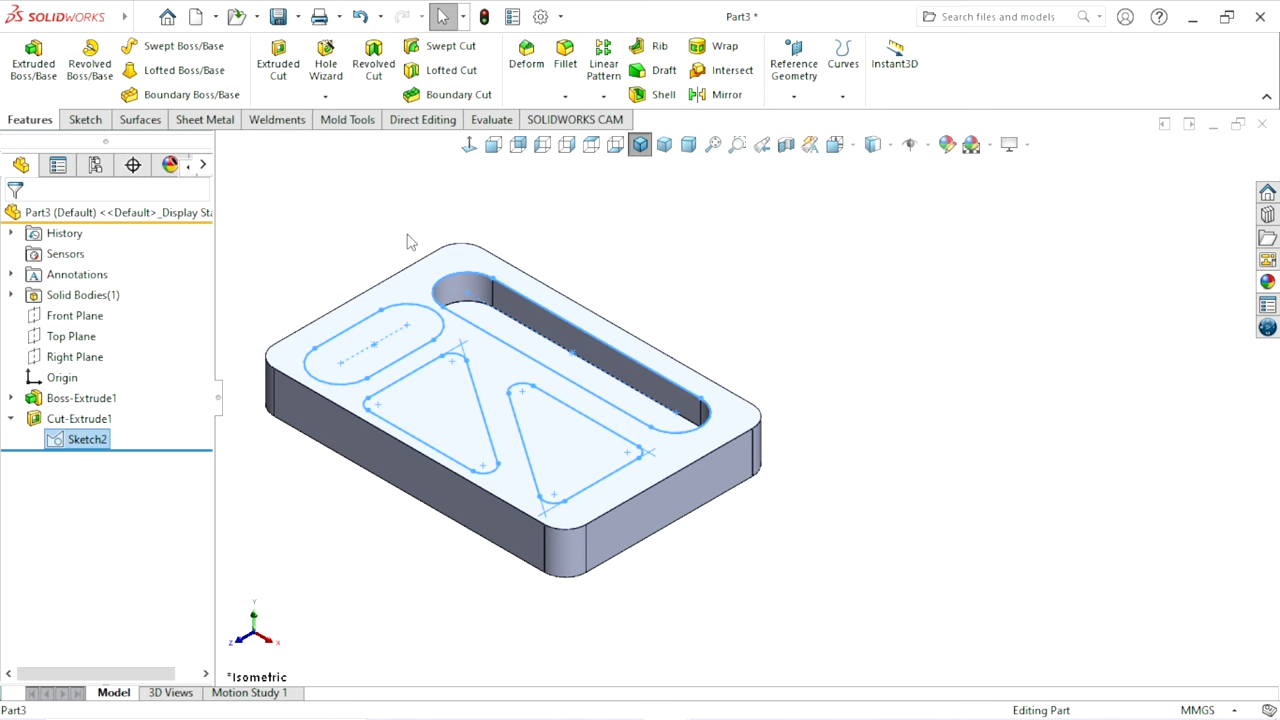 SOLIDWORKS
Part3 *
Search files and models
Extruded Boss/Base
Revolved Boss/Base
Swept Boss/Base
Lofted Boss/Base
Boundary Boss/Base
Extruded Cut
Hole Wizard
Revolved Cut
Swept Cut
Lofted Cut
Boundary Cut
Deform
Fillet
Linear Pattern
Rib
Draft
Shell
Wrap
Intersect
Mirror
Reference Geometry
Curves
Instant3D
Features
Sketch
Surfaces
Sheet Metal
Weldments
Mold Tools
Direct Editing
Evaluate
SOLIDWORKS CAM
Part3 (Default) <<Default>_Display Sta
History
Sensors
Annotations
Solid Bodies(1)
Front Plane
Top Plane
Right Plane
Origin
Boss-Extrude1
Cut-Extrude1
Sketch2
Y
Z
X
*Isometric
Model
3D Views
Motion Study 1
Part3
Editing Part
MMGS